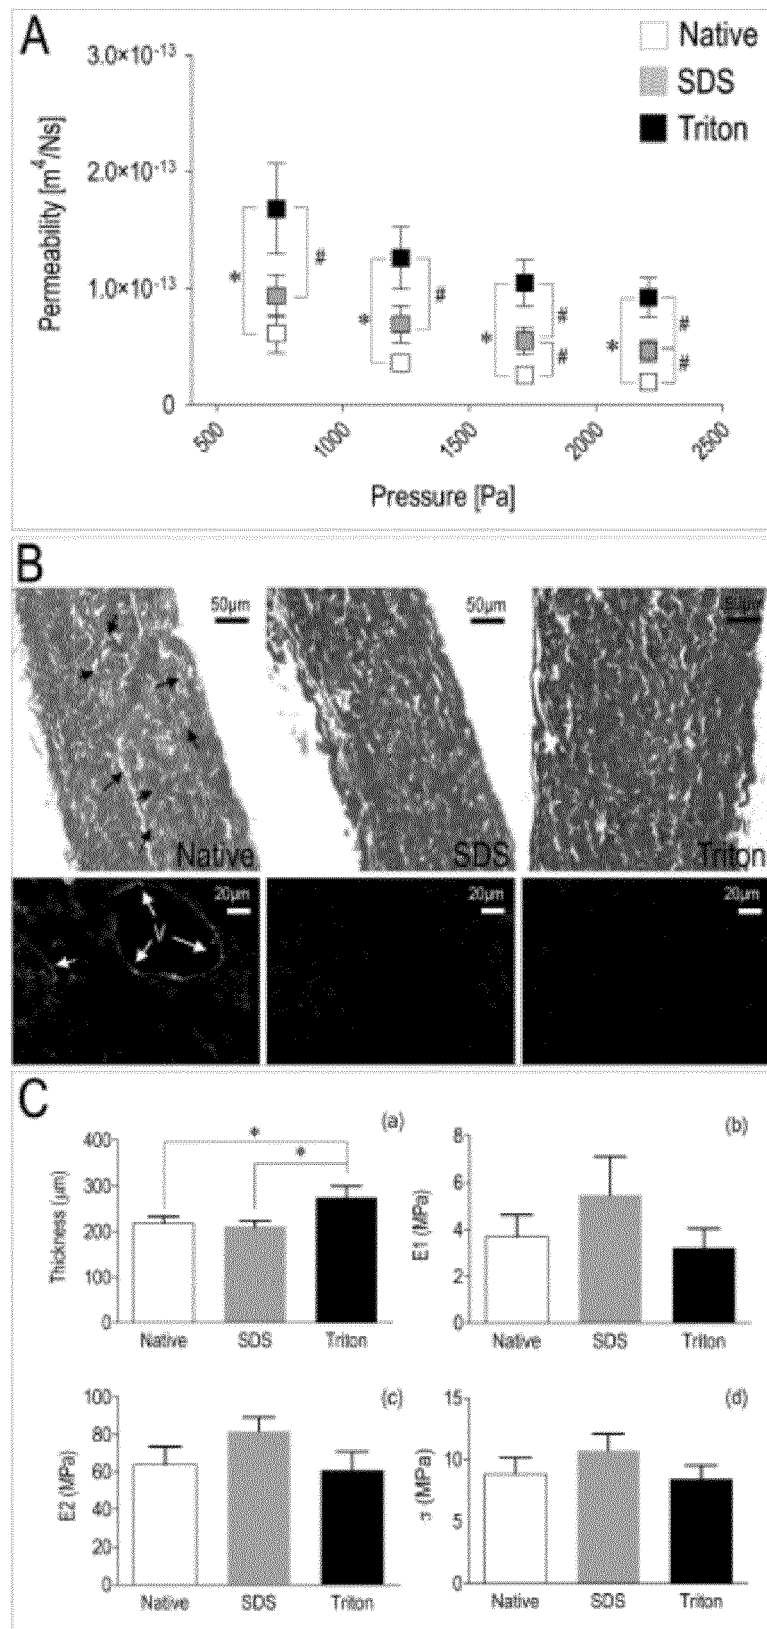 A
Native
SDS
Triton
Permeability [m⁴/Ns]
3.0×10⁻¹³
2.0×10⁻¹³
1.0×10⁻¹³
0
* #
* #
* # #
* # #
500 1000 1500 2000 2500
Pressure [Pa]
B
50µm 50µm 50µm
Native SDS Triton
20µm 20µm 20µm
V
C
(a)
Thickness (µm)
400
300
200
100
0
*
*
Native SDS Triton
(b)
E1 (MPa)
8
6
4
2
0
Native SDS Triton
(c)
E2 (MPa)
100
80
60
40
20
0
Native SDS Triton
(d)
(MPa)
15
10
5
0
Native SDS Triton